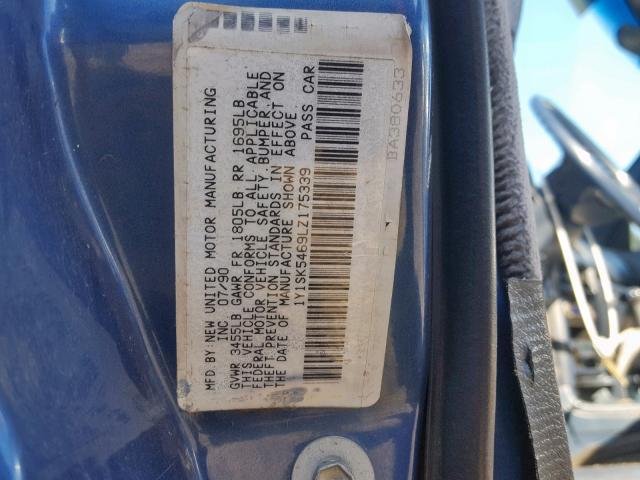 MFD.BY:NEW UNITED MOTOR MANUFACTURING
INC 07/90
GVWR 3455LB GAWR FR 1805LB RR 1695LB
THIS VEHICLE CONFORMS TO ALL APPLICABLE
FEDERAL MOTOR VEHICLE SAFETY,BUMPER,AND
THEFT PREVENTION STANDARDS IN EFFECT ON
THE DATE OF MANUFACTURE SHOWN ABOVE.
1Y1SK5469LZ175339 PASS CAR
BA380633